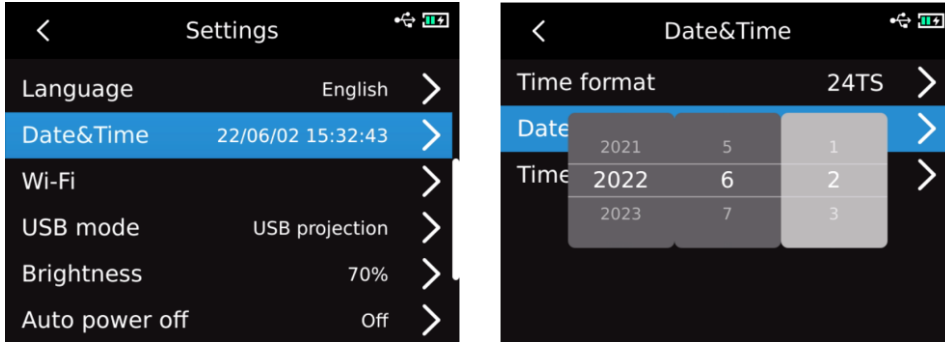 Settings
Language English
Date&Time 22/06/02 15:32:43
Wi-Fi
USB mode USB projection
Brightness 70%
Auto power off Off
Date&Time
Time format 24TS
Date
Time
2021 5 1
2022 6 2
2023 7 3